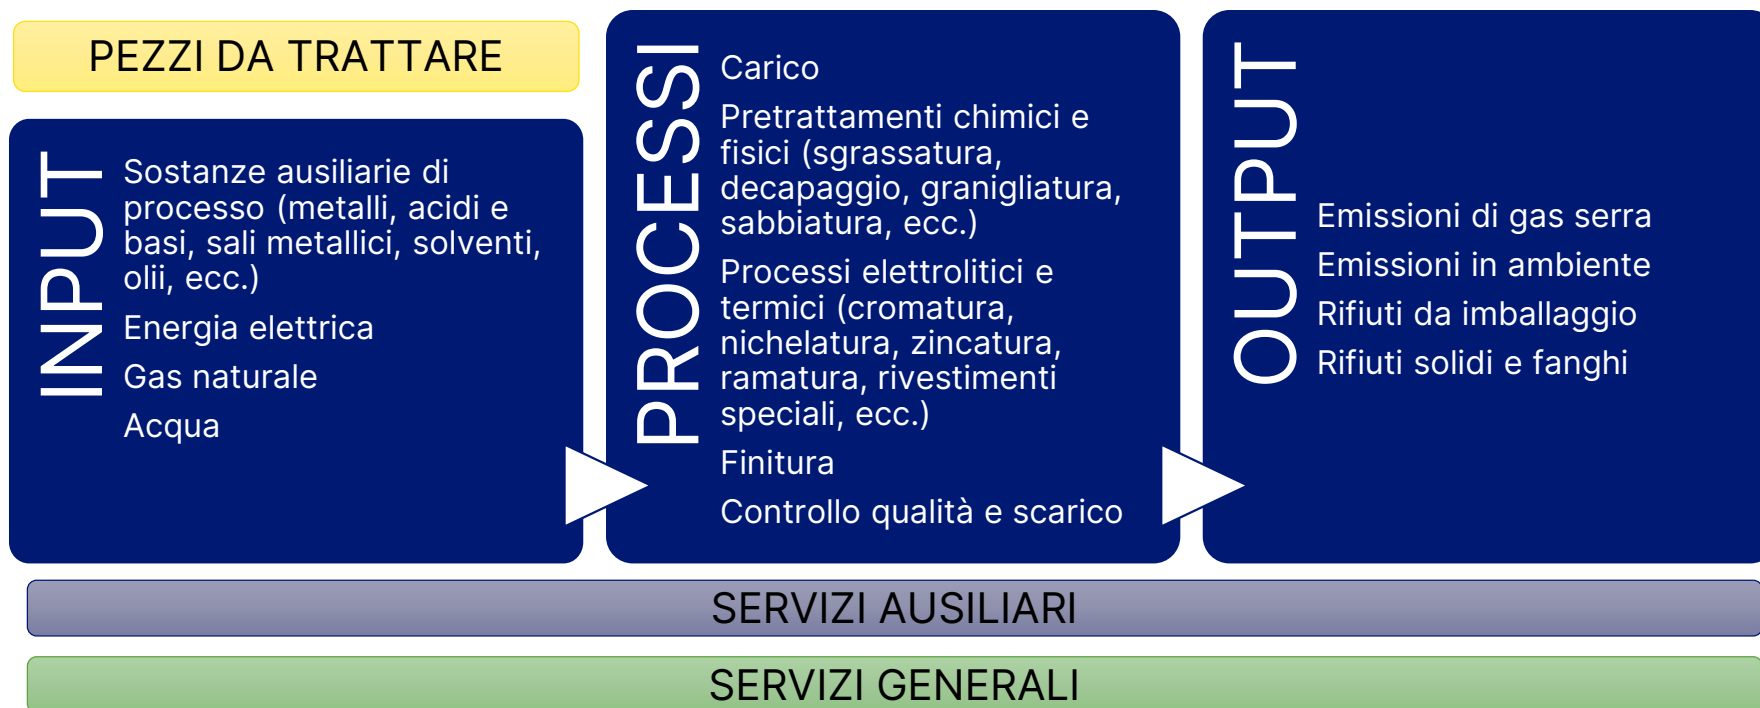 PEZZI DA TRATTARE
INPUT
Sostanze ausiliarie di
processo (metalli, acidi e
basi, sali metallici, solventi,
olii, ecc.)
Energia elettrica
Gas naturale
Acqua
PROCESSI
Carico
Pretrattamenti chimici e
fisici (sgrassatura,
decapaggio, granigliatura,
sabbiatura, ecc.)
Processi elettrolitici e
termici (cromatura,
nichelatura, zincatura,
ramatura, rivestimenti
speciali, ecc.)
Finitura
Controllo qualità e scarico
OUTPUT
Emissioni di gas serra
Emissioni in ambiente
Rifiuti da imballaggio
Rifiuti solidi e fanghi
SERVIZI AUSILIARI
SERVIZI GENERALI